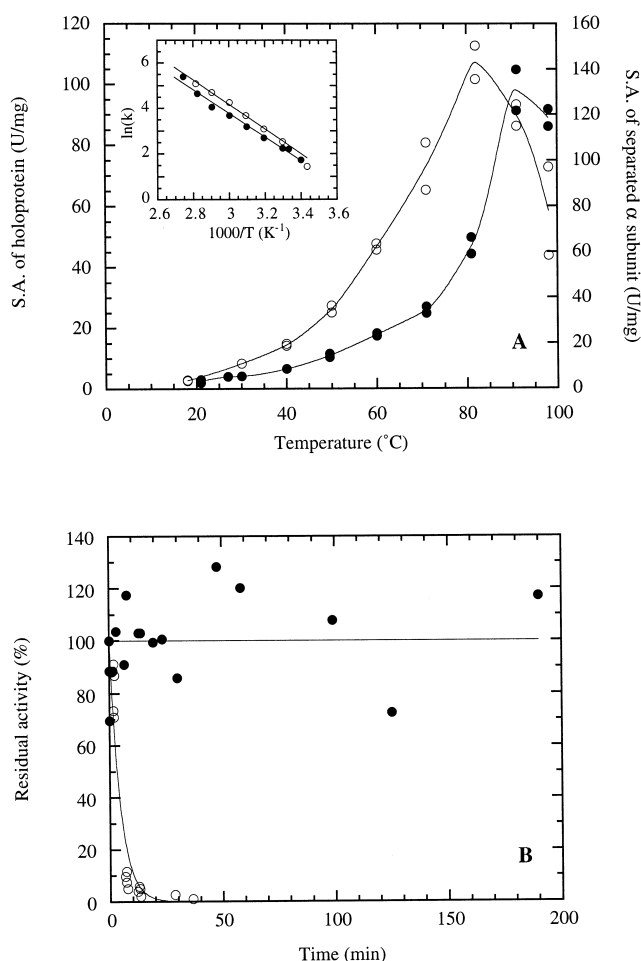 S.A. of holoprotein (U/mg)
120
100
80
60
40
20
0
ln(k)
6
4
2
0
2.6 2.8 3 3.2 3.4 3.6
1000/T (K⁻¹)
A
160
140
120
100
80
60
40
20
0
S.A. of separated α subunit (U/mg)
0 20 40 60 80 100
Temperature (˚C)
Residual activity (%)
140
120
100
80
60
40
20
0
B
0 50 100 150 200
Time (min)